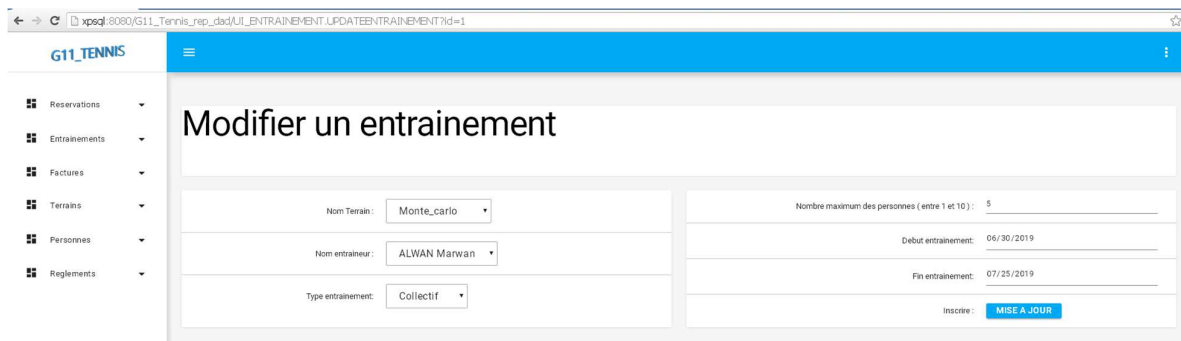 xpsql:8080/G11_Tennis_rep_dad/UI_ENTRAINEMENT.UPDATEENTRAINEMENT?id=1
G11_TENNIS
Reservations
Entrainements
Factures
Terrains
Personnes
Reglements
Modifier un entrainement
Nom Terrain : Monte_carlo
Nom entraineur : ALWAN Marwan
Type entrainement: Collectif
Nombre maximum des personnes ( entre 1 et 10 ) : 5
Debut entrainement: 06/30/2019
Fin entrainement: 07/25/2019
Inscrire : MISE A JOUR